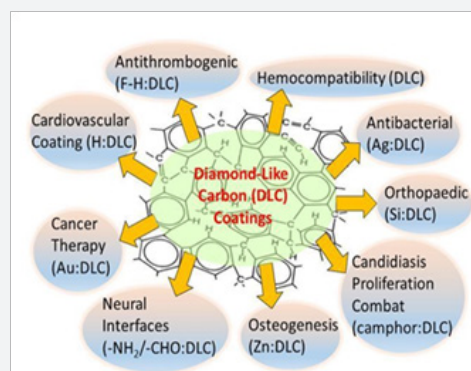 Antithrombogenic
(F-H:DLC)
Hemocompatibility (DLC)
Cardiovascular
Coating (H:DLC)
Antibacterial
(Ag:DLC)
Diamond-Like
Carbon (DLC)
Coatings
Orthopaedic
(Si:DLC)
Cancer
Therapy
(Au:DLC)
Candidiasis
Proliferation
Combat
(camphor:DLC)
Neural
Interfaces
(-NH₂/-CHO:DLC)
Osteogenesis
(Zn:DLC)